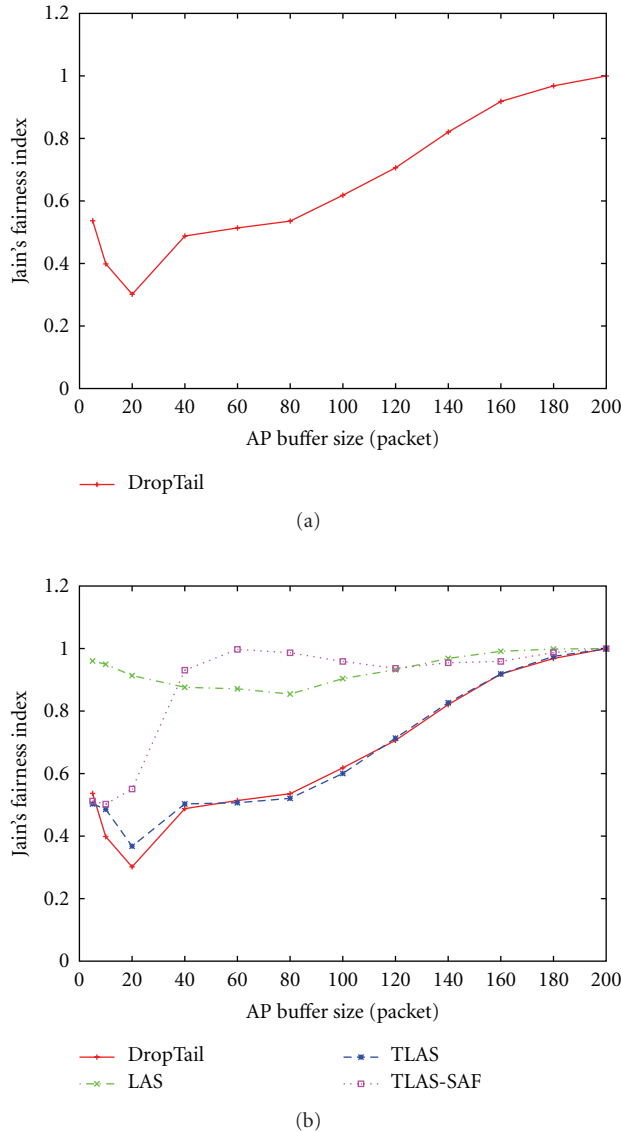 1.2
1
0.8
0.6
0.4
0.2
0
Jain's fairness index
0 20 40 60 80 100 120 140 160 180 200
AP buffer size (packet)
DropTail
(a)
1.2
1
0.8
0.6
0.4
0.2
0
Jain's fairness index
0 20 40 60 80 100 120 140 160 180 200
AP buffer size (packet)
DropTail TLAS
LAS TLAS-SAF
(b)